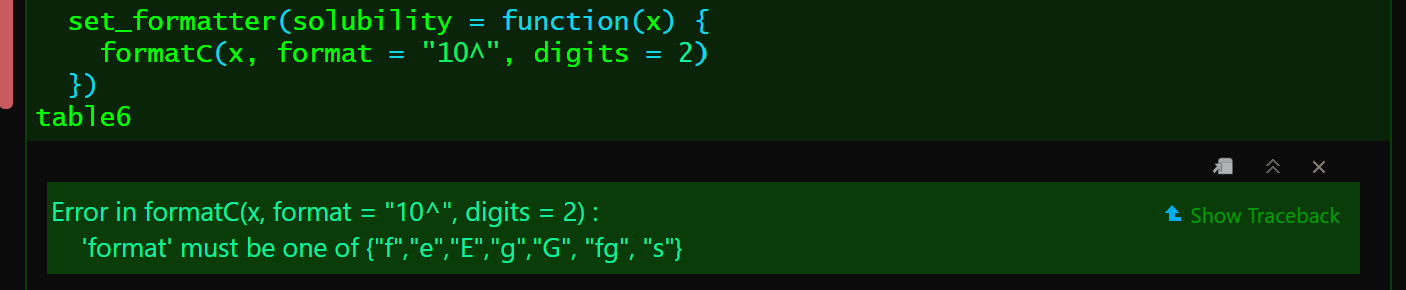 set_formatter(solubility = function(x) {
formatC(x, format = "10^", digits = 2)
})
table6
Error in formatC(x, format = "10^", digits = 2) :
'format' must be one of {"f","e","E","g","G", "fg", "s"}
Show Traceback